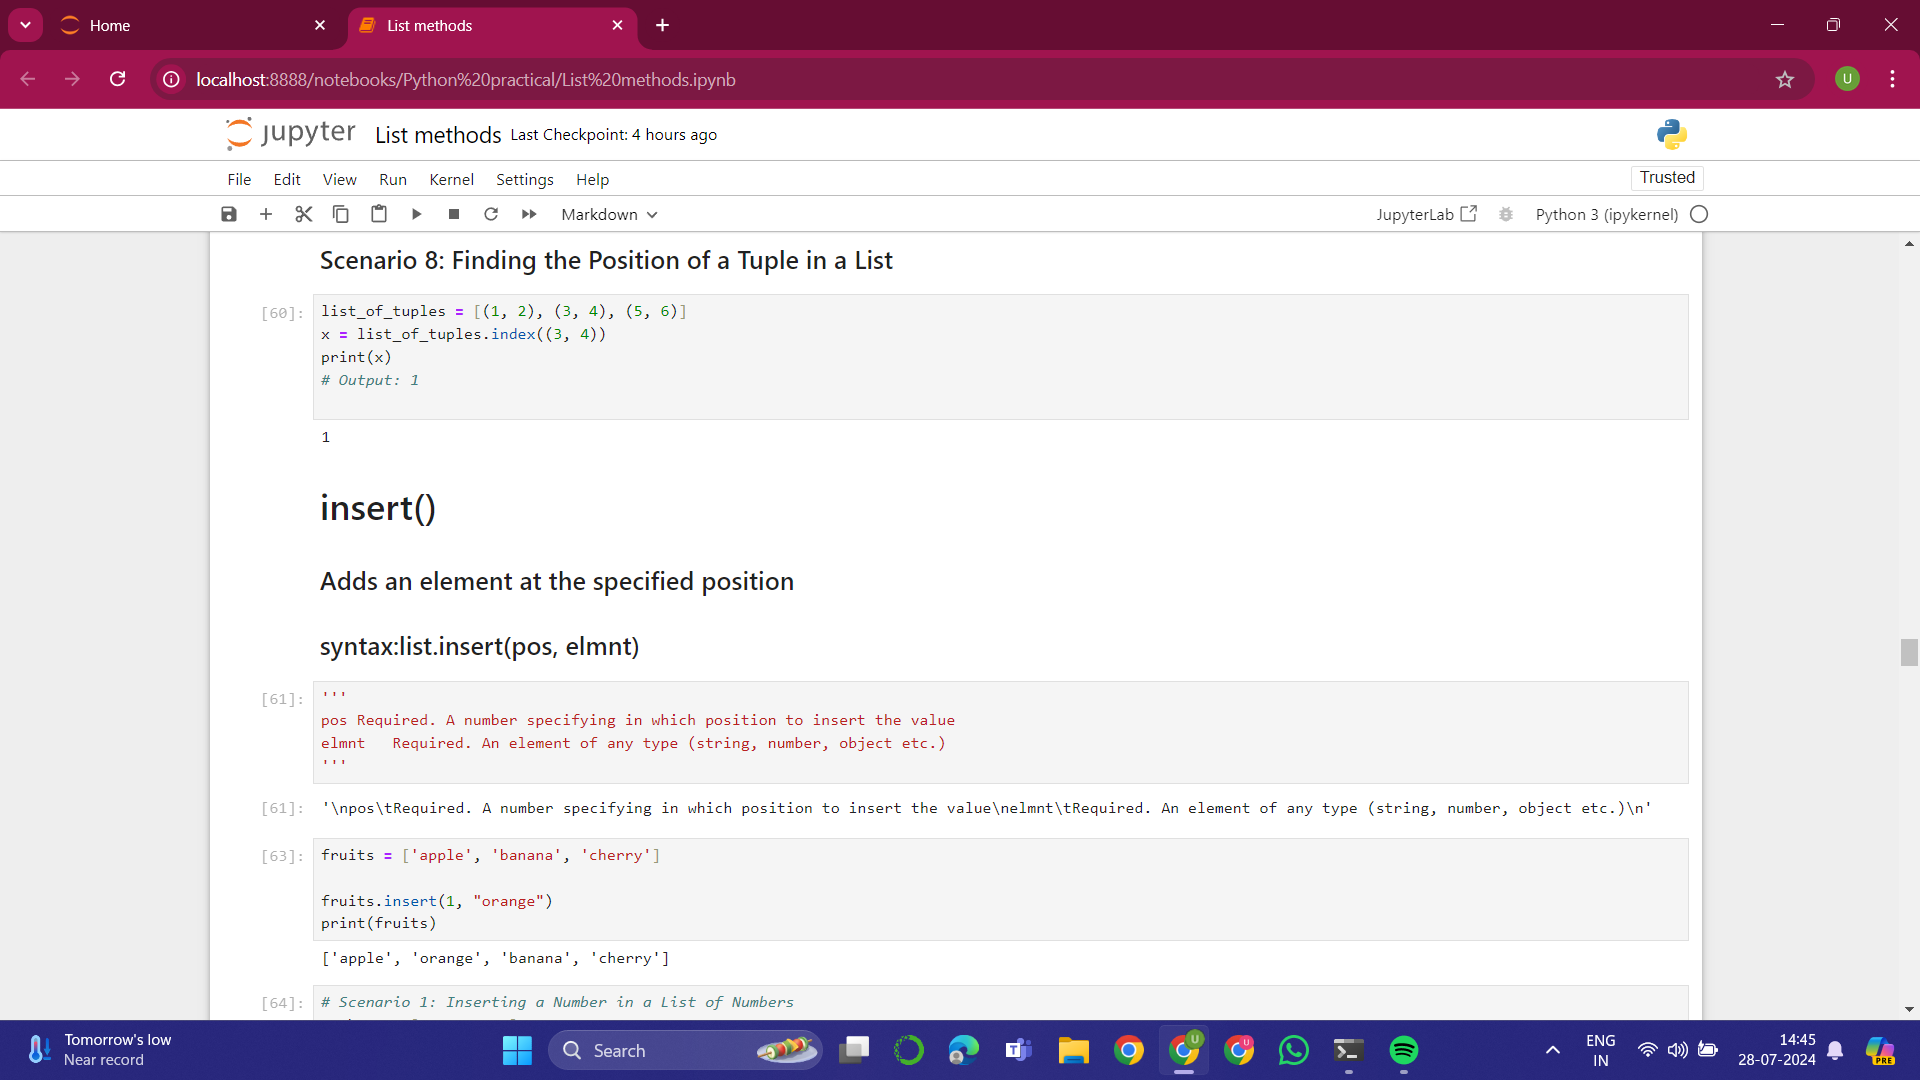 Home
List methods
localhost:8888/notebooks/Python%20practical/List%20methods.ipynb
U
jupyter List methods Last Checkpoint: 4 hours ago
File Edit View Run Kernel Settings Help
Trusted
Markdown
JupyterLab
Python 3 (ipykernel)
Scenario 8: Finding the Position of a Tuple in a List
[60]:
list_of_tuples = [(1, 2), (3, 4), (5, 6)]
x = list_of_tuples.index((3, 4))
print(x)
# Output: 1
1
insert()
Adds an element at the specified position
syntax:list.insert(pos, elmnt)
[61]:
'''
pos Required. A number specifying in which position to insert the value
elmnt   Required. An element of any type (string, number, object etc.)
'''
[61]:
'\npos\tRequired. A number specifying in which position to insert the value\nelmnt\tRequired. An element of any type (string, number, object etc.)\n'
[63]:
fruits = ['apple', 'banana', 'cherry']
fruits.insert(1, "orange")
print(fruits)
['apple', 'orange', 'banana', 'cherry']
[64]:
# Scenario 1: Inserting a Number in a List of Numbers
Tomorrow's low
Near record
Search
U
U
ENG
IN
14:45
28-07-2024
PRE